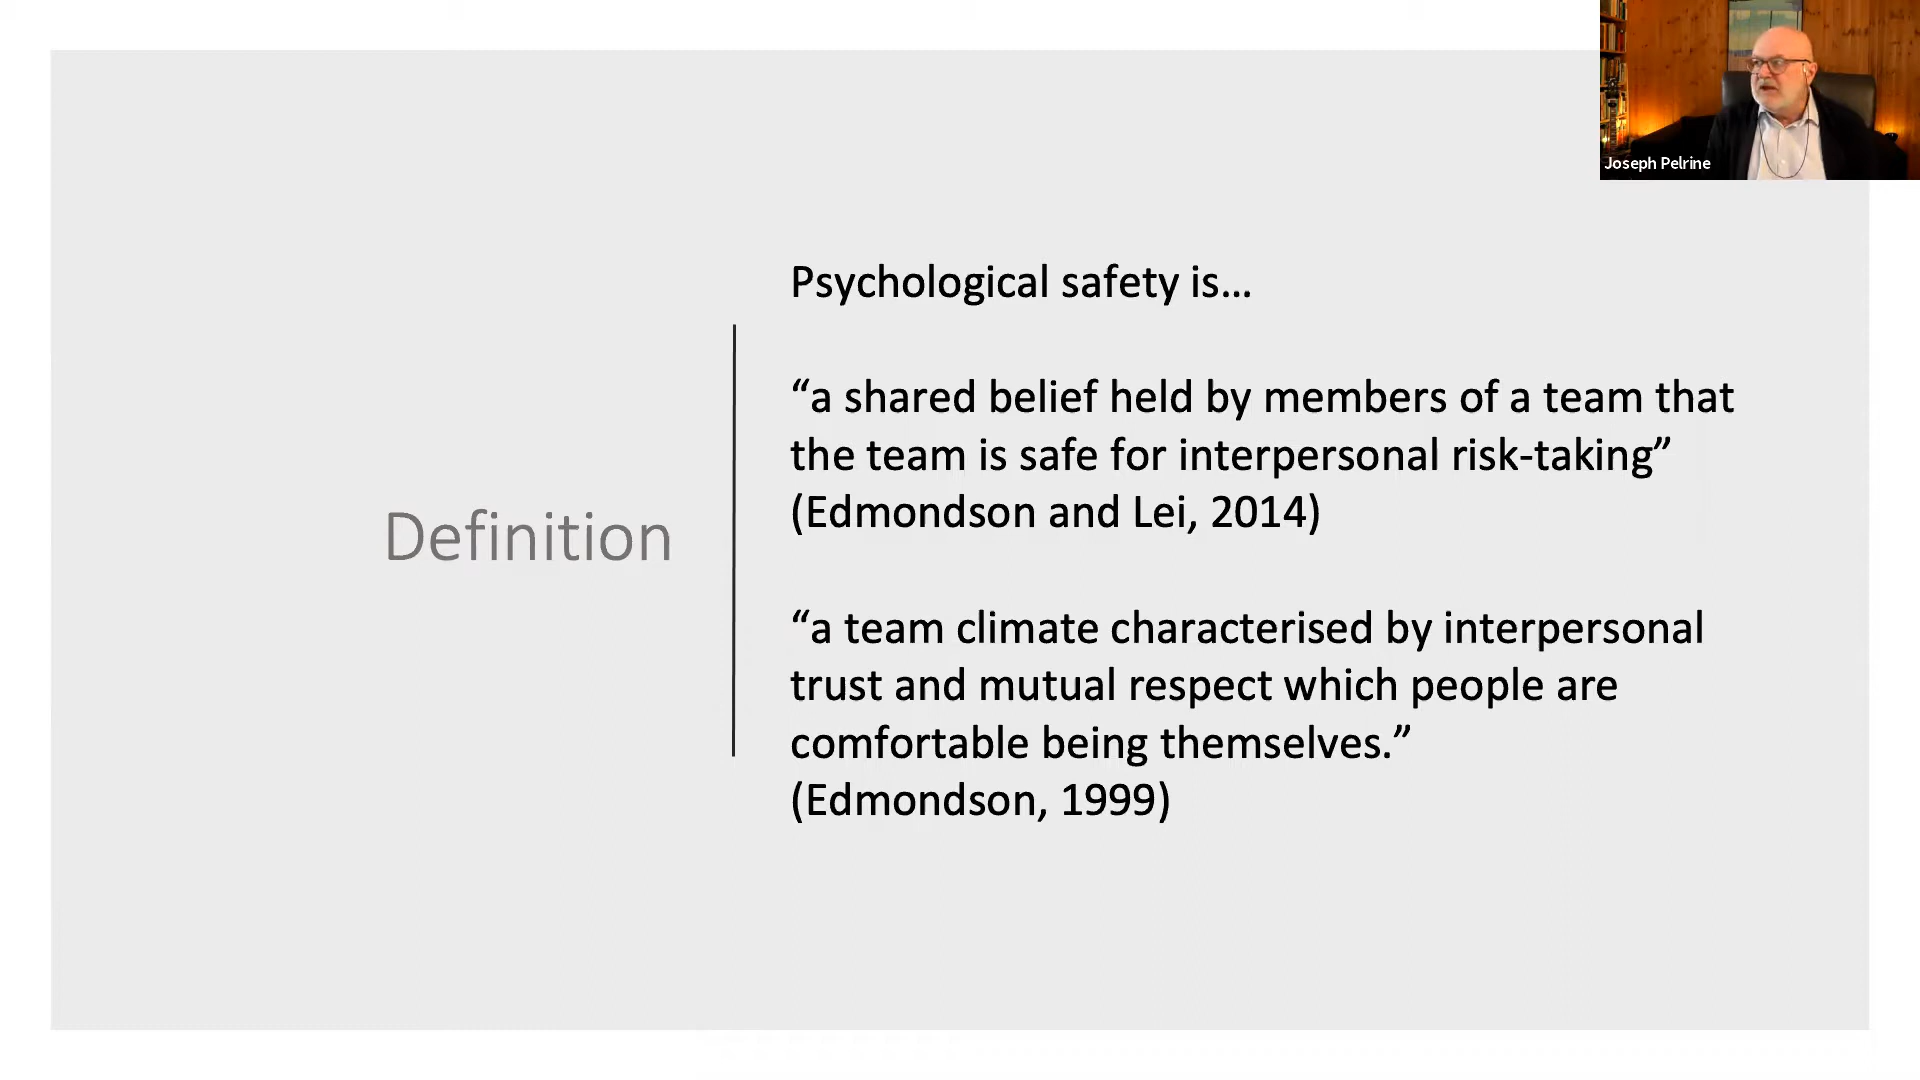 Joseph Pelrine
Definition
Psychological safety is...
“a shared belief held by members of a team that
the team is safe for interpersonal risk-taking”
(Edmondson and Lei, 2014)
“a team climate characterised by interpersonal
trust and mutual respect which people are
comfortable being themselves.”
(Edmondson, 1999)